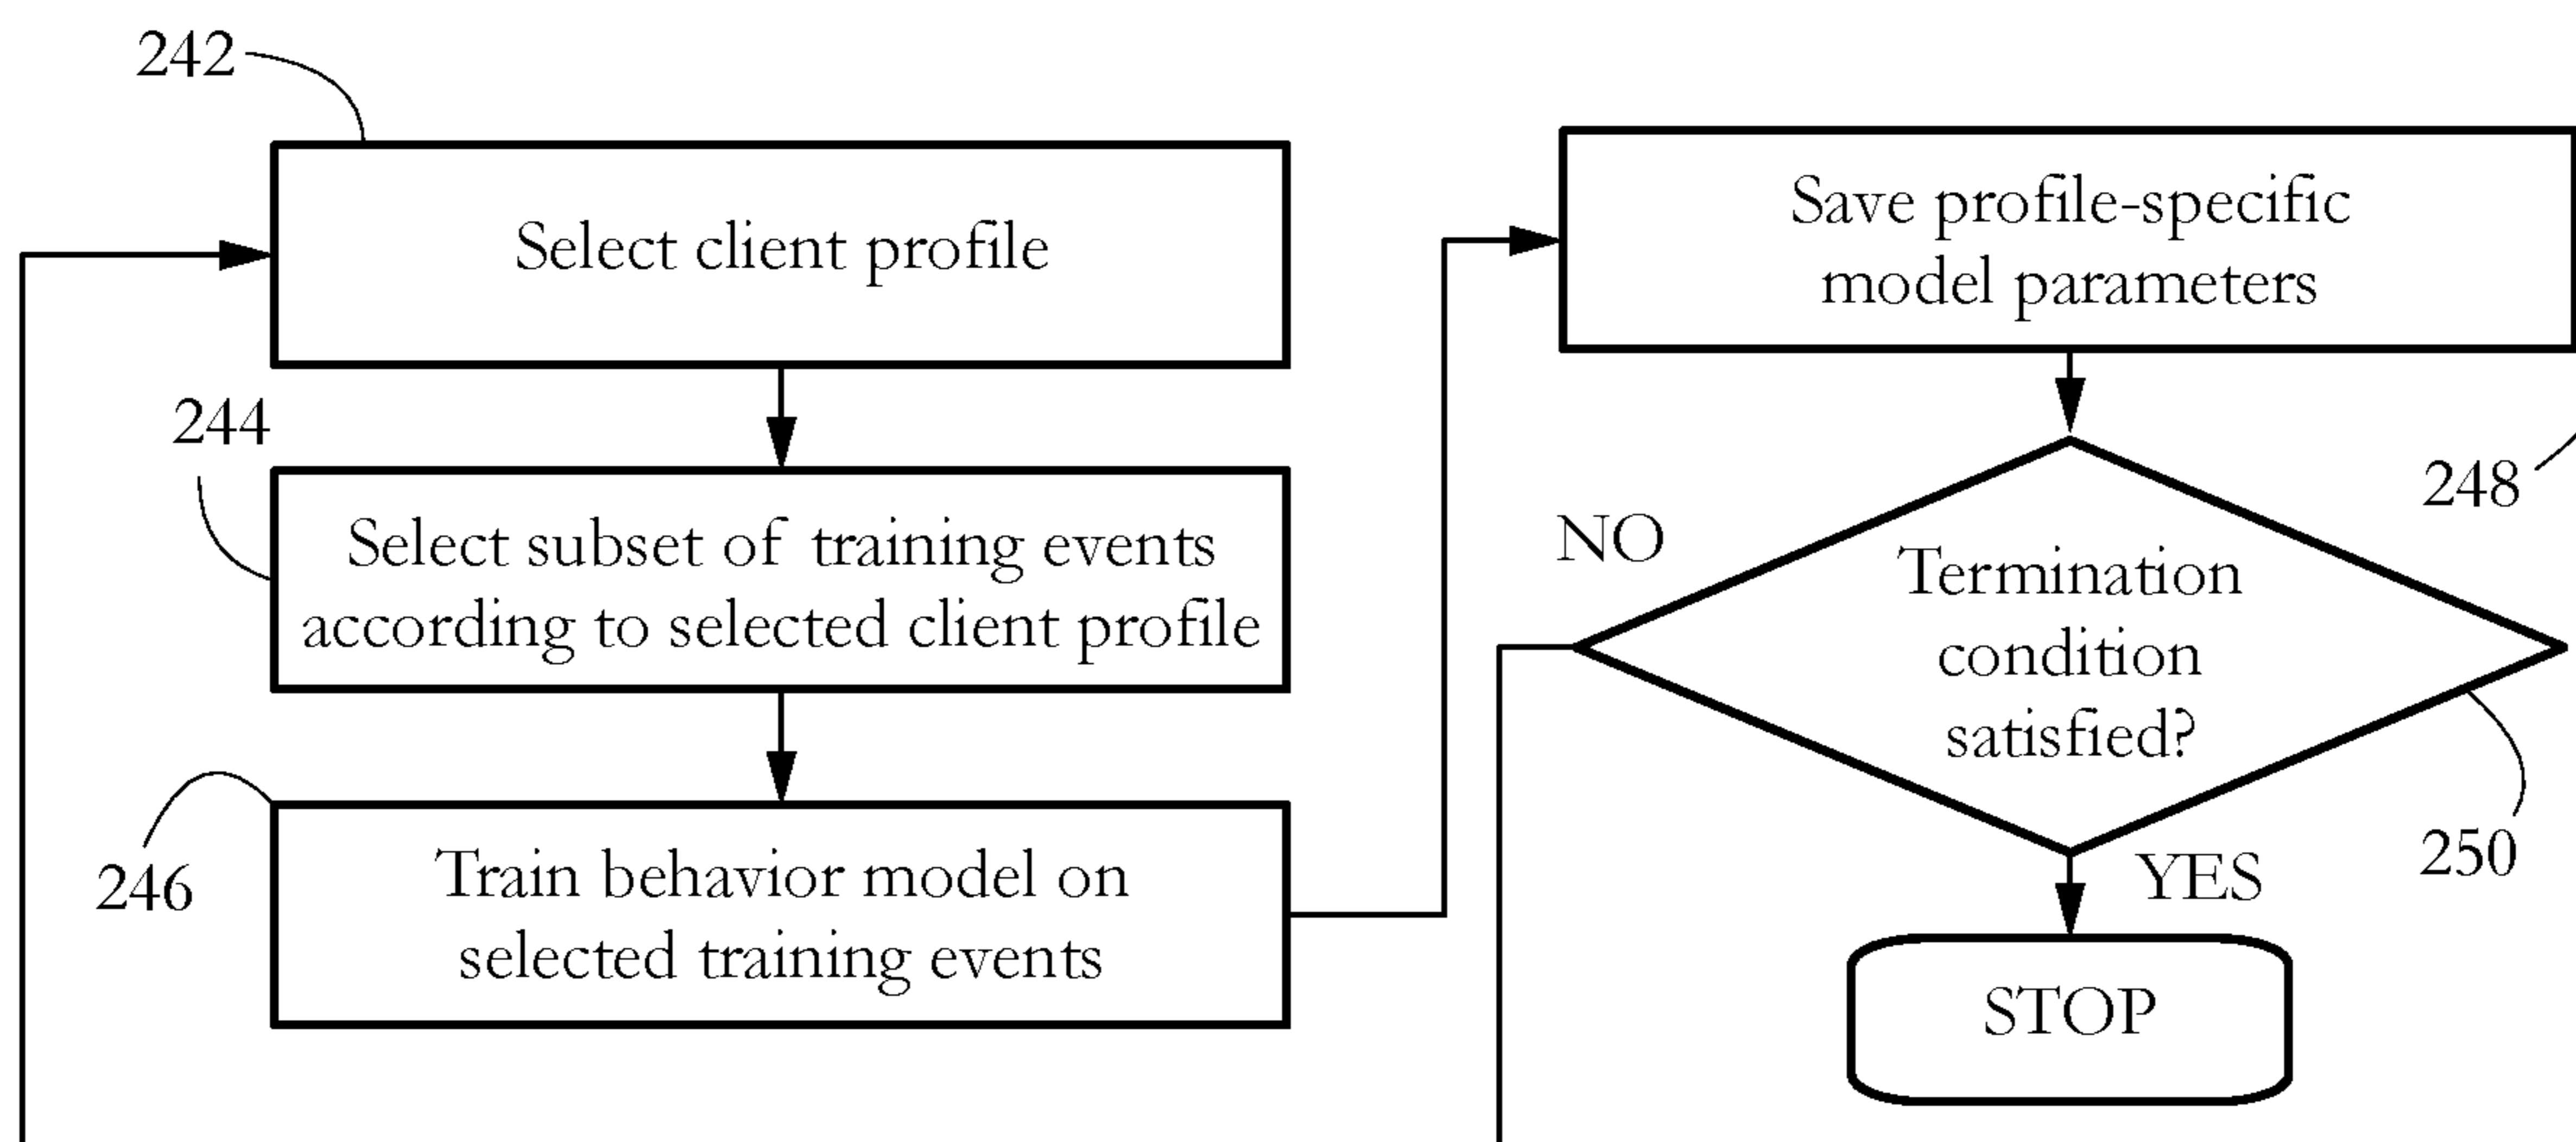 242
Select client profile
244
Select subset of training events
according to selected client profile
246
Train behavior model on
selected training events
Save profile-specific
model parameters
248
NO
Termination
condition
satisfied?
250
YES
STOP